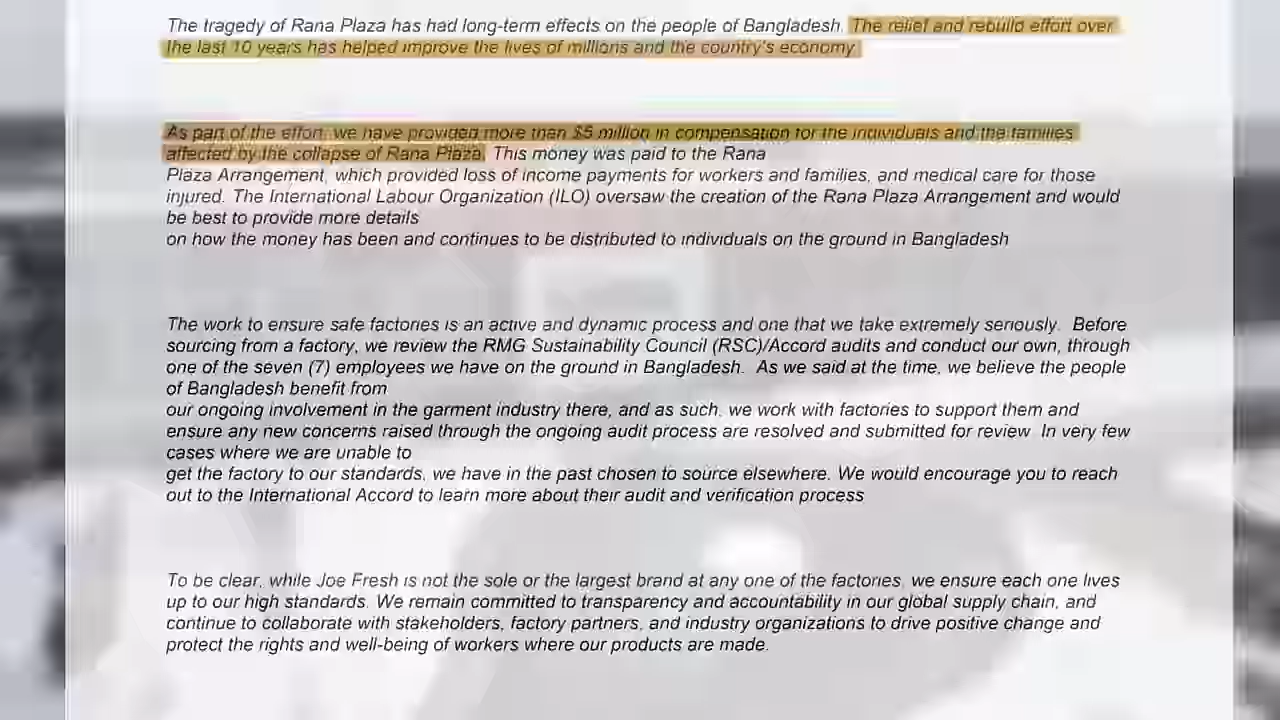 The tragedy of Rana Plaza has had long-term effects on the people of Bangladesh. The relief and rebuild effort over
the last 10 years has helped improve the lives of millions and the country's economy.
As part of the effort, we have provided more than $5 million in compensation for the individuals and the families
affected by the collapse of Rana Plaza. This money was paid to the Rana
Plaza Arrangement, which provided loss of income payments for workers and families, and medical care for those
injured. The International Labour Organization (ILO) oversaw the creation of the Rana Plaza Arrangement and would
be best to provide more details
on how the money has been and continues to be distributed to individuals on the ground in Bangladesh
The work to ensure safe factories is an active and dynamic process and one that we take extremely seriously. Before
sourcing from a factory, we review the RMG Sustainability Council (RSC)/Accord audits and conduct our own, through
one of the seven (7) employees we have on the ground in Bangladesh. As we said at the time, we believe the people
of Bangladesh benefit from
our ongoing involvement in the garment industry there, and as such, we work with factories to support them and
ensure any new concerns raised through the ongoing audit process are resolved and submitted for review. In very few
cases where we are unable to
get the factory to our standards, we have in the past chosen to source elsewhere. We would encourage you to reach
out to the International Accord to learn more about their audit and verification process
To be clear, while Joe Fresh is not the sole or the largest brand at any one of the factories, we ensure each one lives
up to our high standards. We remain committed to transparency and accountability in our global supply chain, and
continue to collaborate with stakeholders, factory partners, and industry organizations to drive positive change and
protect the rights and well-being of workers where our products are made.